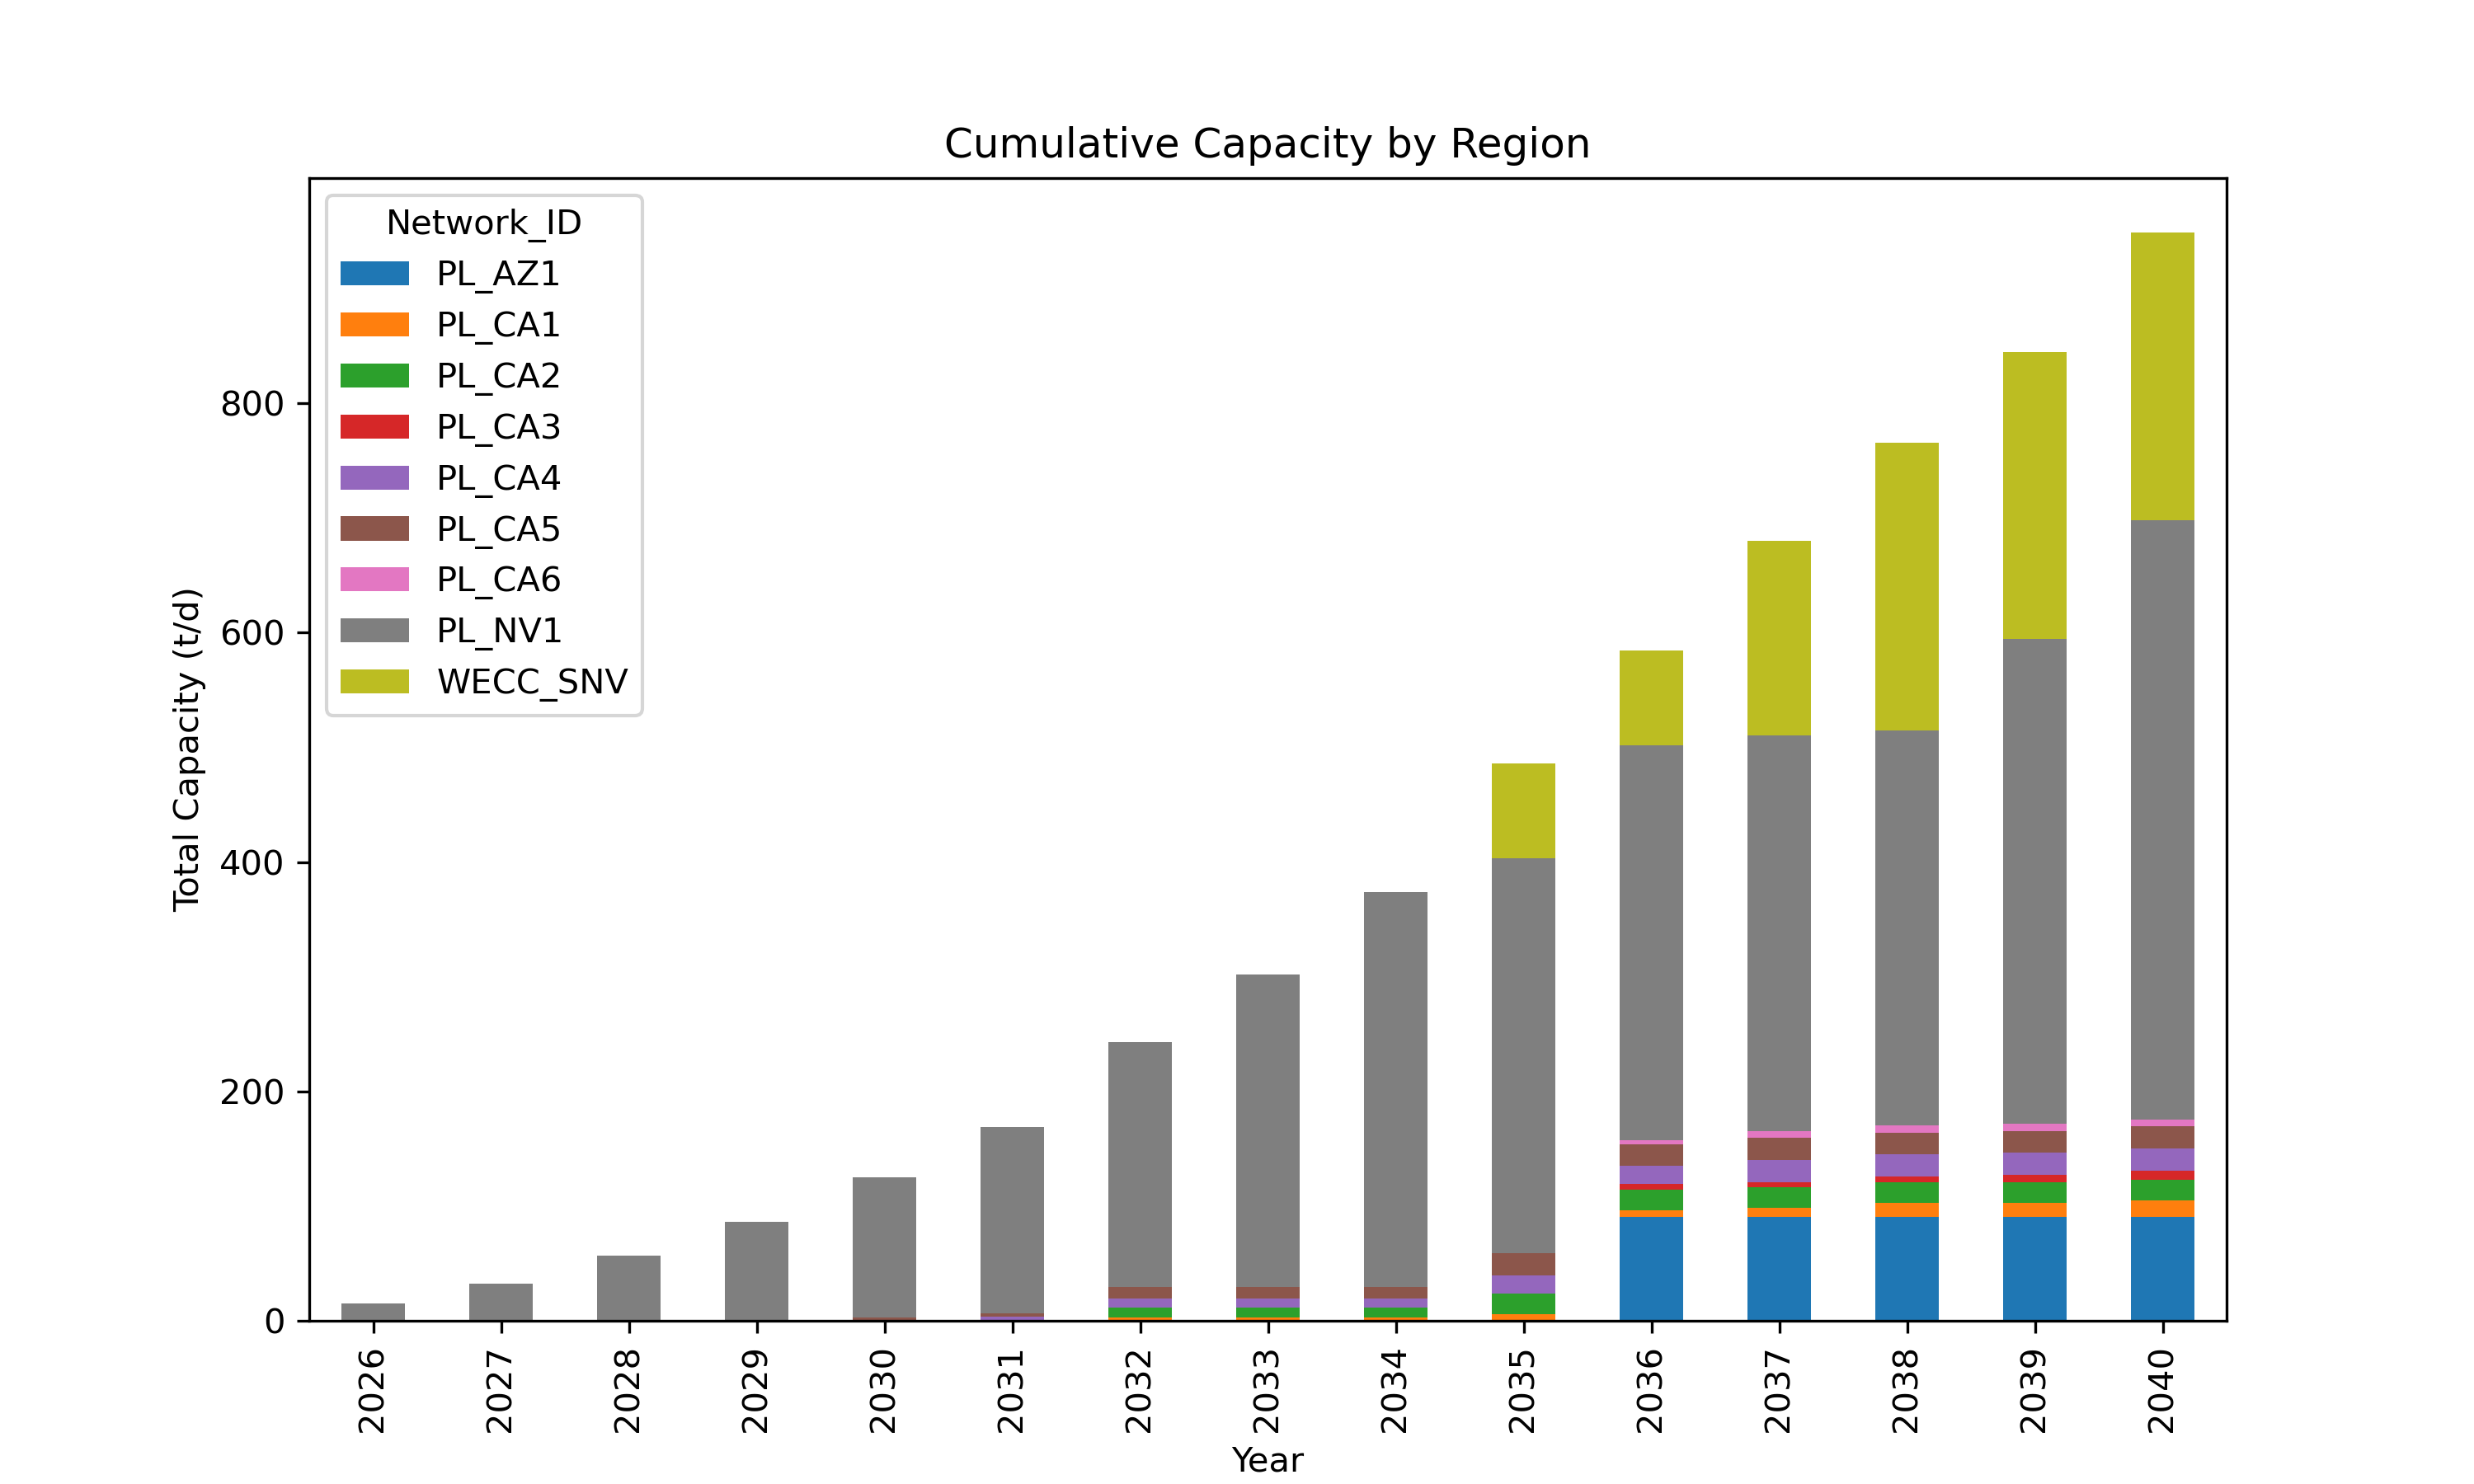 Cumulative Capacity by Region
Network_ID
PL_AZ1
PL_CA1
PL_CA2
PL_CA3
PL_CA4
PL_CA5
PL_CA6
PL_NV1
WECC_SNV
Total Capacity (t/d)
800
600
400
200
0
2026
2027
2028
2029
2030
2031
2032
2033
2034
2035
2036
2037
2038
2039
2040
Year